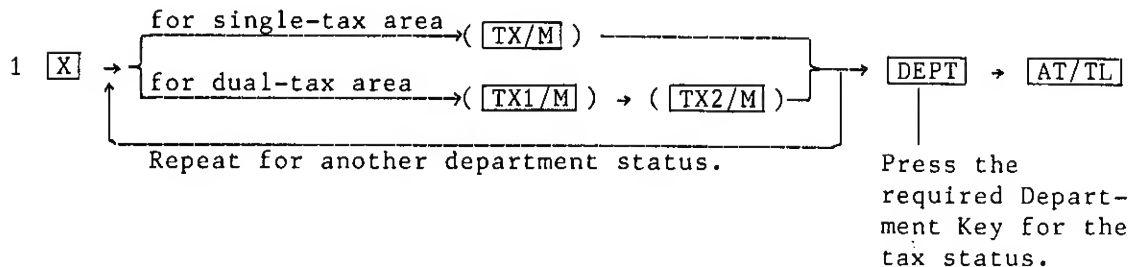 for single-tax area
( TX/M )
1 X → → DEPT → AT/TL
for dual-tax area
( TX1/M ) → ( TX2/M )
Repeat for another department status.
Press the
required Depart-
ment Key for the
tax status.